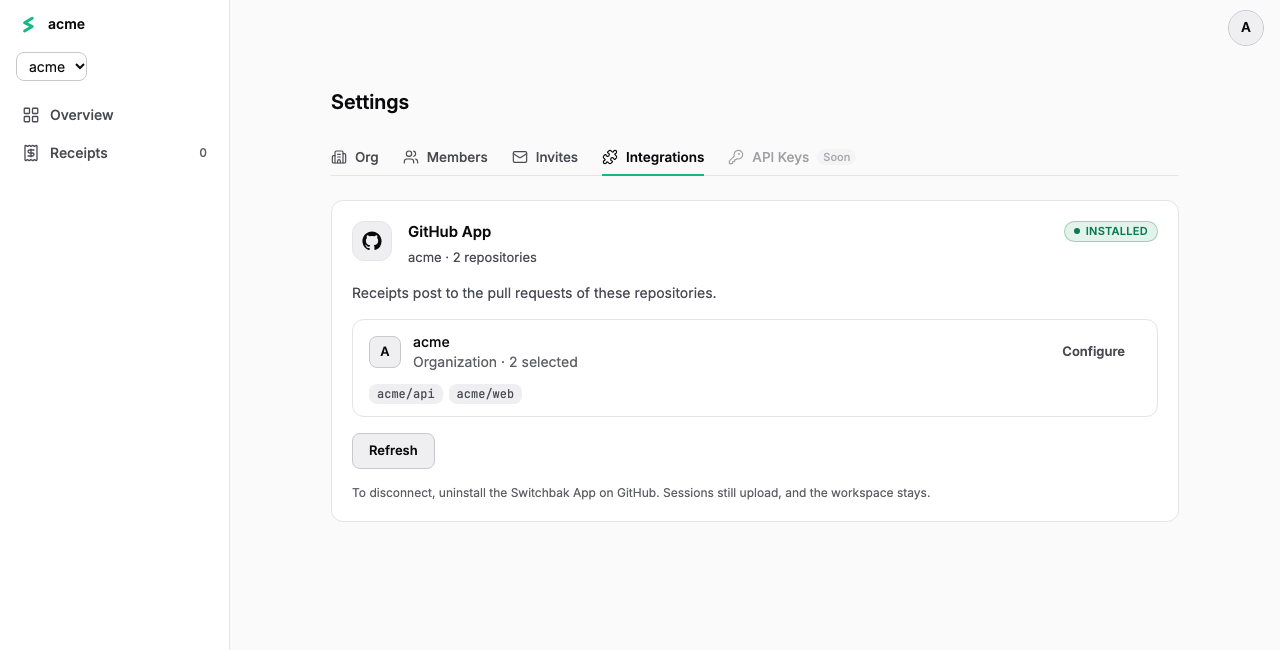 acme
acme
Overview
Receipts 0
A
Settings
Org Members Invites Integrations API Keys Soon
GitHub App
INSTALLED
acme · 2 repositories
Receipts post to the pull requests of these repositories.
A
acme
Organization · 2 selected
Configure
acme/api acme/web
Refresh
To disconnect, uninstall the Switchbak App on GitHub. Sessions still upload, and the workspace stays.